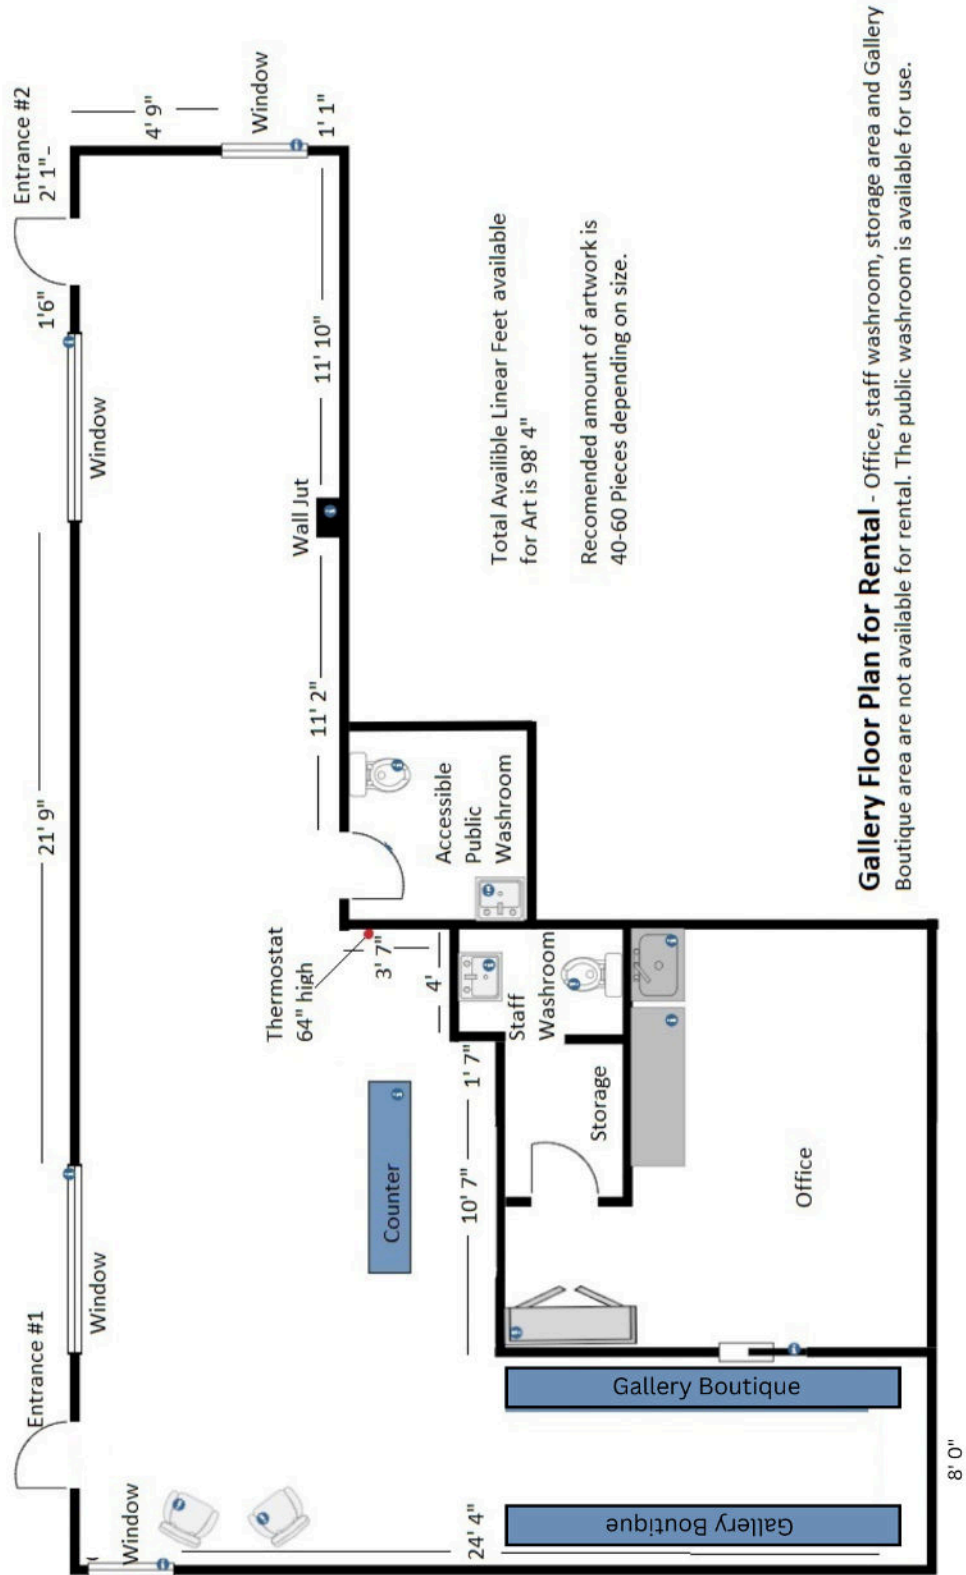 Entrance #1
Window
Window
21' 9"
Window
1'6"
Entrance #2
2' 1"
4' 9"
Window
1' 1"
11' 10"
Wall Jut
11' 2"
Thermostat
64" high
3' 7"
4'
1' 7"
10' 7"
24' 4"
Counter
Accessible
Public
Washroom
Staff
Washroom
Storage
Office
Gallery Boutique
Gallery Boutique
8' 0"
Total Availible Linear Feet available
for Art is 98' 4"
Recomended amount of artwork is
40-60 Pieces depending on size.
Gallery Floor Plan for Rental - Office, staff washroom, storage area and Gallery
Boutique area are not available for rental. The public washroom is available for use.